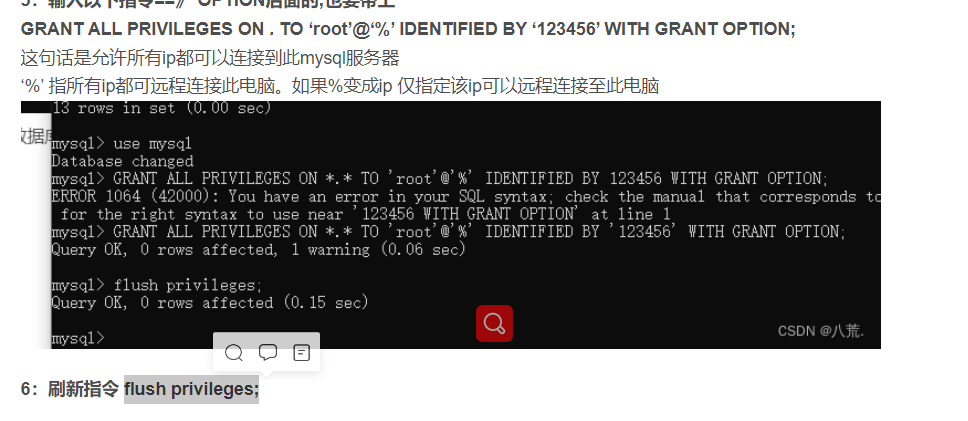 5：输入以下指令==》 OPTION后面的;也要带上
GRANT ALL PRIVILEGES ON . TO ‘root’@‘%’ IDENTIFIED BY ‘123456’ WITH GRANT OPTION;
这句话是允许所有ip都可以连接到此mysql服务器
‘%’ 指所有ip都可远程连接此电脑。如果%变成ip 仅指定该ip可以远程连接至此电脑
13 rows in set (0.00 sec)
数据库
mysql> use mysql
Database changed
mysql> GRANT ALL PRIVILEGES ON *.* TO 'root'@'%' IDENTIFIED BY 123456 WITH GRANT OPTION;
ERROR 1064 (42000): You have an error in your SQL syntax; check the manual that corresponds to
for the right syntax to use near '123456 WITH GRANT OPTION' at line 1
mysql> GRANT ALL PRIVILEGES ON *.* TO 'root'@'%' IDENTIFIED BY '123456' WITH GRANT OPTION;
Query OK, 0 rows affected, 1 warning (0.06 sec)
mysql> flush privileges;
Query OK, 0 rows affected (0.15 sec)
mysql>
CSDN @八荒.
6：刷新指令 flush privileges;